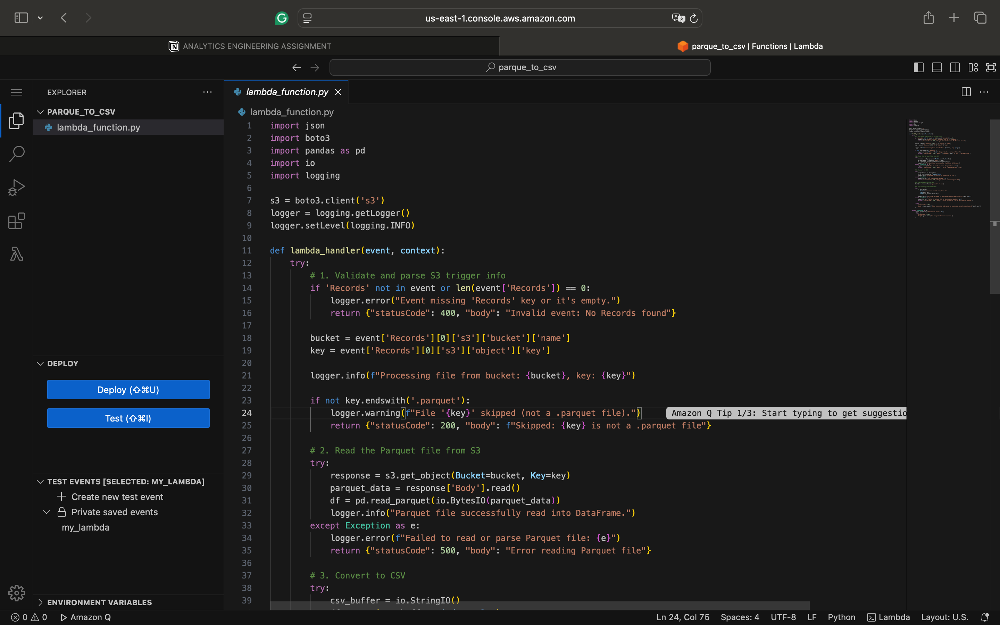 us-east-1.console.aws.amazon.com
ANALYTICS ENGINEERING ASSIGNMENT
parque_to_csv | Functions | Lambda
parque_to_csv
EXPLORER
PARQUE_TO_CSV
lambda_function.py
DEPLOY
Deploy (⇧⌘U)
Test (⇧⌘I)
TEST EVENTS [SELECTED: MY_LAMBDA]
Create new test event
Private saved events
my_lambda
ENVIRONMENT VARIABLES
lambda_function.py
lambda_function.py
1 import json
2 import boto3
3 import pandas as pd
4 import io
5 import logging
6
7 s3 = boto3.client('s3')
8 logger = logging.getLogger()
9 logger.setLevel(logging.INFO)
10
11 def lambda_handler(event, context):
12     try:
13         # 1. Validate and parse S3 trigger info
14         if 'Records' not in event or len(event['Records']) == 0:
15             logger.error("Event missing 'Records' key or it's empty.")
16             return {"statusCode": 400, "body": "Invalid event: No Records found"}
17
18         bucket = event['Records'][0]['s3']['bucket']['name']
19         key = event['Records'][0]['s3']['object']['key']
20
21         logger.info(f"Processing file from bucket: {bucket}, key: {key}")
22
23         if not key.endswith('.parquet'):
24             logger.warning(f"File '{key}' skipped (not a .parquet file).") Amazon Q Tip 1/3: Start typing to get suggestio
25             return {"statusCode": 200, "body": f"Skipped: {key} is not a .parquet file"}
26
27         # 2. Read the Parquet file from S3
28         try:
29             response = s3.get_object(Bucket=bucket, Key=key)
30             parquet_data = response['Body'].read()
31             df = pd.read_parquet(io.BytesIO(parquet_data))
32             logger.info("Parquet file successfully read into DataFrame.")
33         except Exception as e:
34             logger.error(f"Failed to read or parse Parquet file: {e}")
35             return {"statusCode": 500, "body": "Error reading Parquet file"}
36
37         # 3. Convert to CSV
38         try:
39             csv_buffer = io.StringIO()
0 0 Amazon Q Ln 24, Col 75 Spaces: 4 UTF-8 LF Python Lambda Layout: U.S.